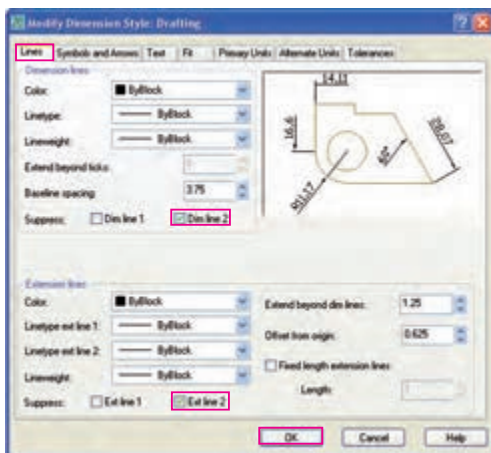 Modify Dimension Style: Drafting
Lines Symbols and Arrows Text Fit Primary Units Alternate Units Tolerances
Dimension lines
Color: ByBlock
Linetype: ByBlock
Lineweight: ByBlock
Extend beyond ticks:
Baseline spacing: 3.75
Suppress: Dim line 1 Dim line 2
14,11
16,6
28,07
60°
R11,17
Extension lines
Color: ByBlock
Linetype ext line 1: ByBlock
Linetype ext line 2: ByBlock
Lineweight: ByBlock
Suppress: Ext line 1 Ext line 2
Extend beyond dim lines: 1.25
Offset from origin: 0.625
Fixed length extension lines
Length:
OK Cancel Help